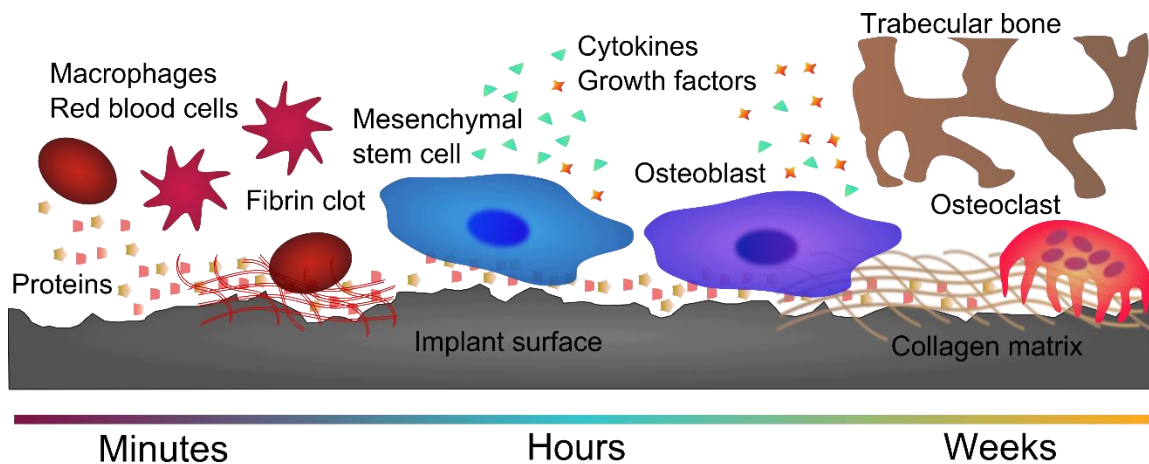 Macrophages
Red blood cells
Mesenchymal
stem cell
Cytokines
Growth factors
Trabecular bone
Fibrin clot
Osteoblast
Osteoclast
Proteins
Implant surface
Collagen matrix
Minutes
Hours
Weeks